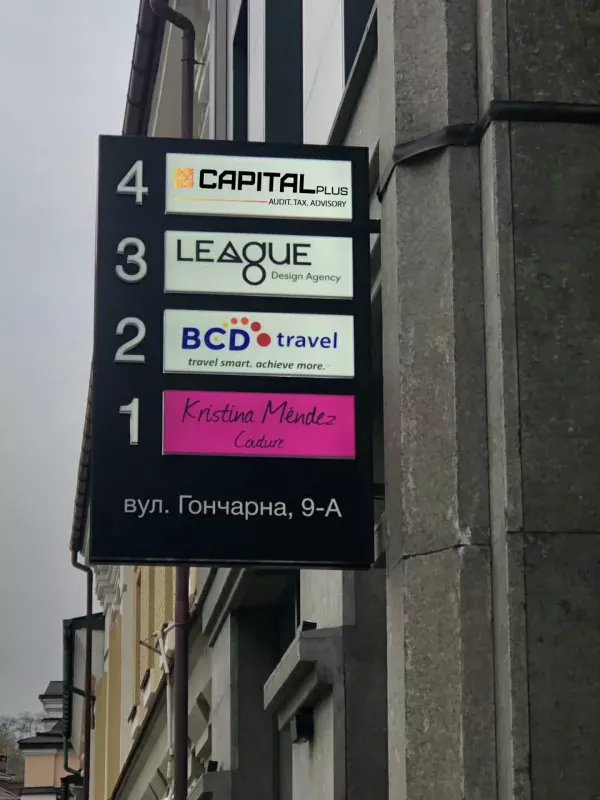 4 CAPITAL PLUS
AUDIT. TAX. ADVISORY
3 LEAGUE
Design Agency
2 BCD travel
travel smart. achieve more.
1 Kristina Méndez
Couture
вул. Гончарна, 9-А